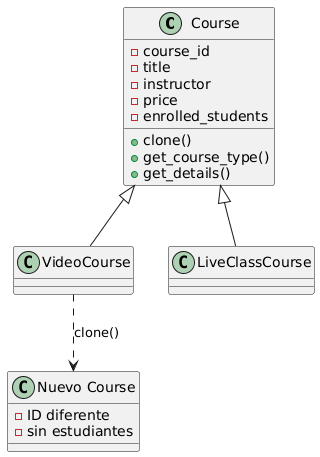 C Course
course_id
title
instructor
price
enrolled_students
clone()
get_course_type()
get_details()
C VideoCourse
C LiveClassCourse
clone()
C Nuevo Course
ID diferente
sin estudiantes